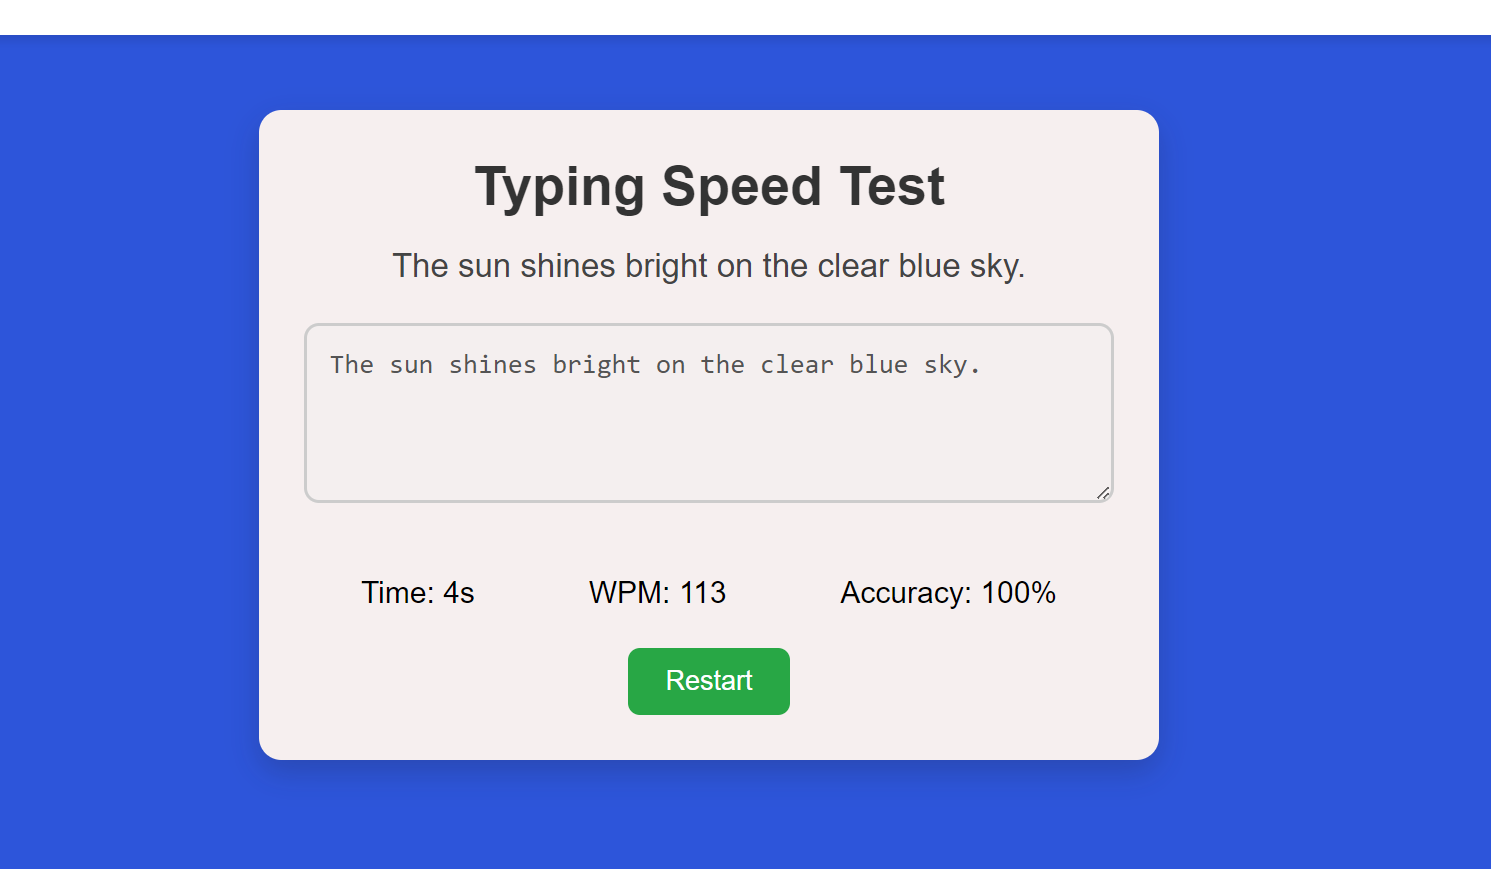 Typing Speed Test
The sun shines bright on the clear blue sky.
The sun shines bright on the clear blue sky.
Time: 4s WPM: 113 Accuracy: 100%
Restart